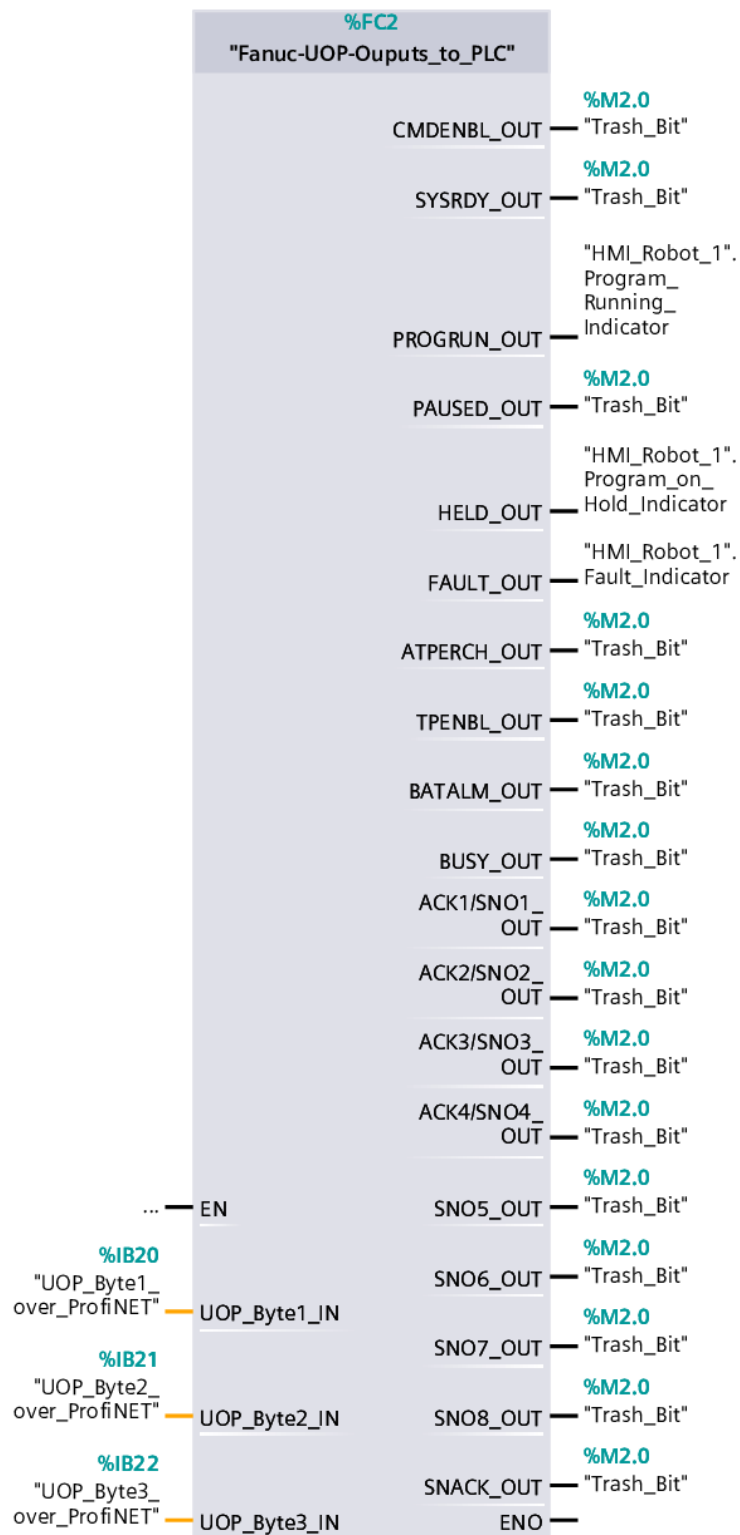 %FC2
"Fanuc-UOP-Ouputs_to_PLC"
%M2.0
CMDENBL_OUT
"Trash_Bit"
%M2.0
SYSRDY_OUT
"Trash_Bit"
"HMI_Robot_1".
Program_
Running_
Indicator
PROGRUN_OUT
%M2.0
PAUSED_OUT
"Trash_Bit"
"HMI_Robot_1".
Program_on_
Hold_Indicator
HELD_OUT
"HMI_Robot_1".
Fault_Indicator
FAULT_OUT
%M2.0
ATPERCH_OUT
"Trash_Bit"
%M2.0
TPENBL_OUT
"Trash_Bit"
%M2.0
BATALM_OUT
"Trash_Bit"
%M2.0
BUSY_OUT
"Trash_Bit"
ACK1/SNO1_
OUT
%M2.0
"Trash_Bit"
ACK2/SNO2_
OUT
%M2.0
"Trash_Bit"
ACK3/SNO3_
OUT
%M2.0
"Trash_Bit"
ACK4/SNO4_
OUT
%M2.0
"Trash_Bit"
%M2.0
... EN
SNO5_OUT
"Trash_Bit"
%IB20
"UOP_Byte1_
over_ProfiNET"
UOP_Byte1_IN
%M2.0
SNO6_OUT
"Trash_Bit"
%M2.0
SNO7_OUT
"Trash_Bit"
%IB21
"UOP_Byte2_
over_ProfiNET"
UOP_Byte2_IN
%M2.0
SNO8_OUT
"Trash_Bit"
%IB22
"UOP_Byte3_
over_ProfiNET"
UOP_Byte3_IN
%M2.0
SNACK_OUT
"Trash_Bit"
ENO